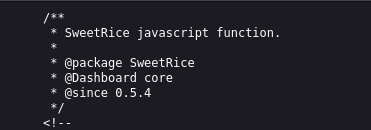 /**
 * SweetRice javascript function.
 *
 * @package SweetRice
 * @Dashboard core
 * @since 0.5.4
 */
<!--